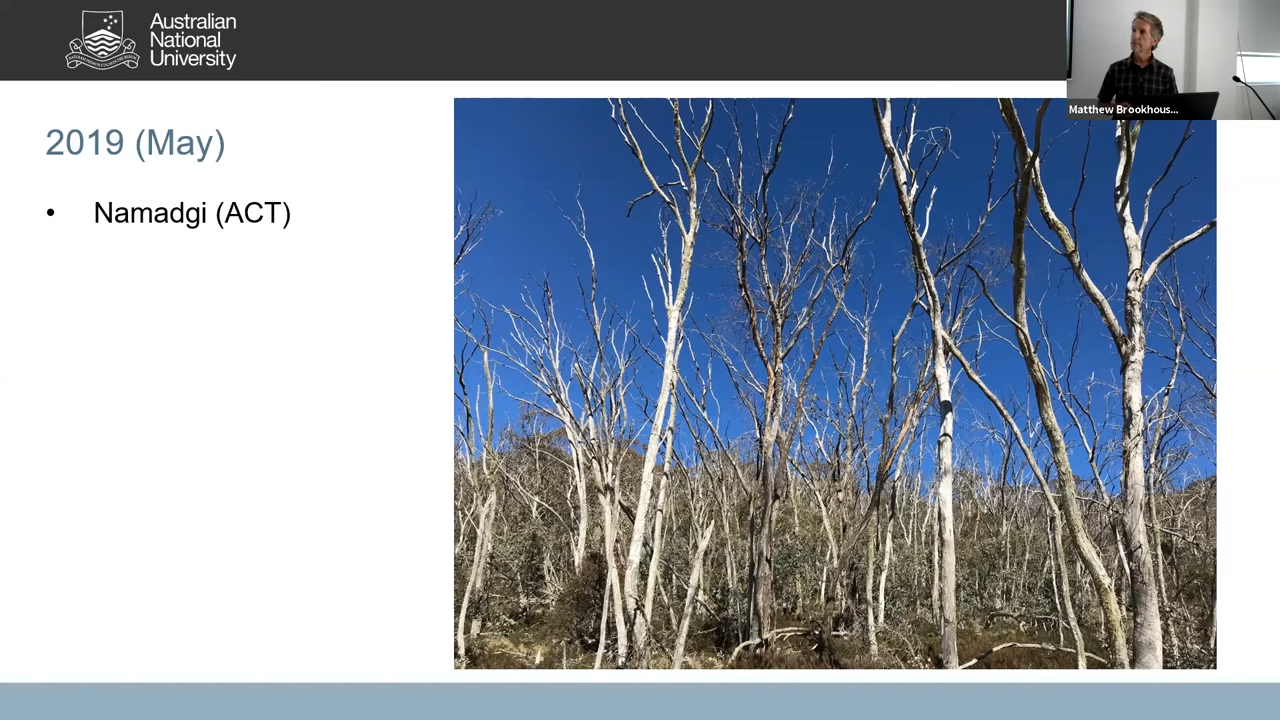 Australian
National
University
Matthew Brookhous...
2019 (May)
• Namadgi (ACT)